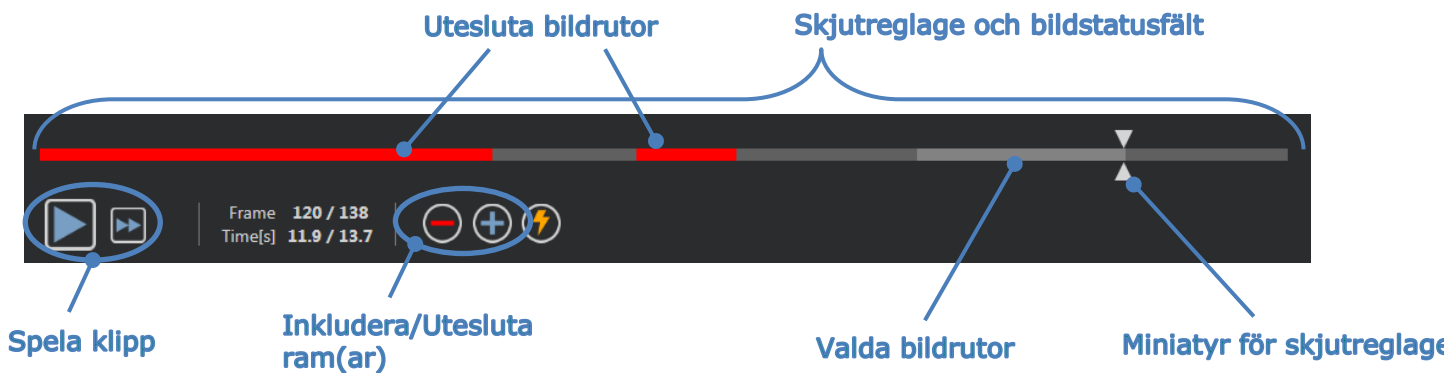 Utesluta bildrutor
Skjutreglage och bildstatusfält
Frame 120 / 138
Time[s] 11.9 / 13.7
Spela klipp
Inkludera/Utesluta
ram(ar)
Valda bildrutor
Miniatyr för skjutreglage